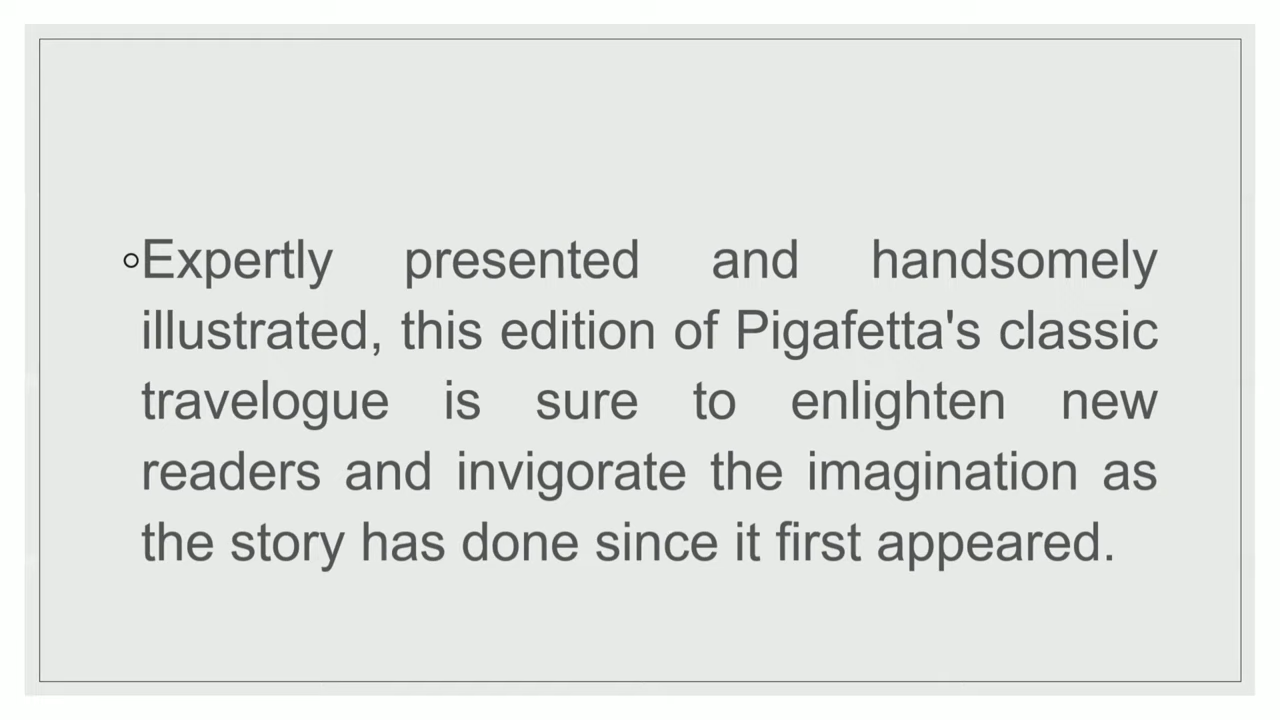 ◦Expertly presented and handsomely
illustrated, this edition of Pigafetta's classic
travelogue is sure to enlighten new
readers and invigorate the imagination as
the story has done since it first appeared.